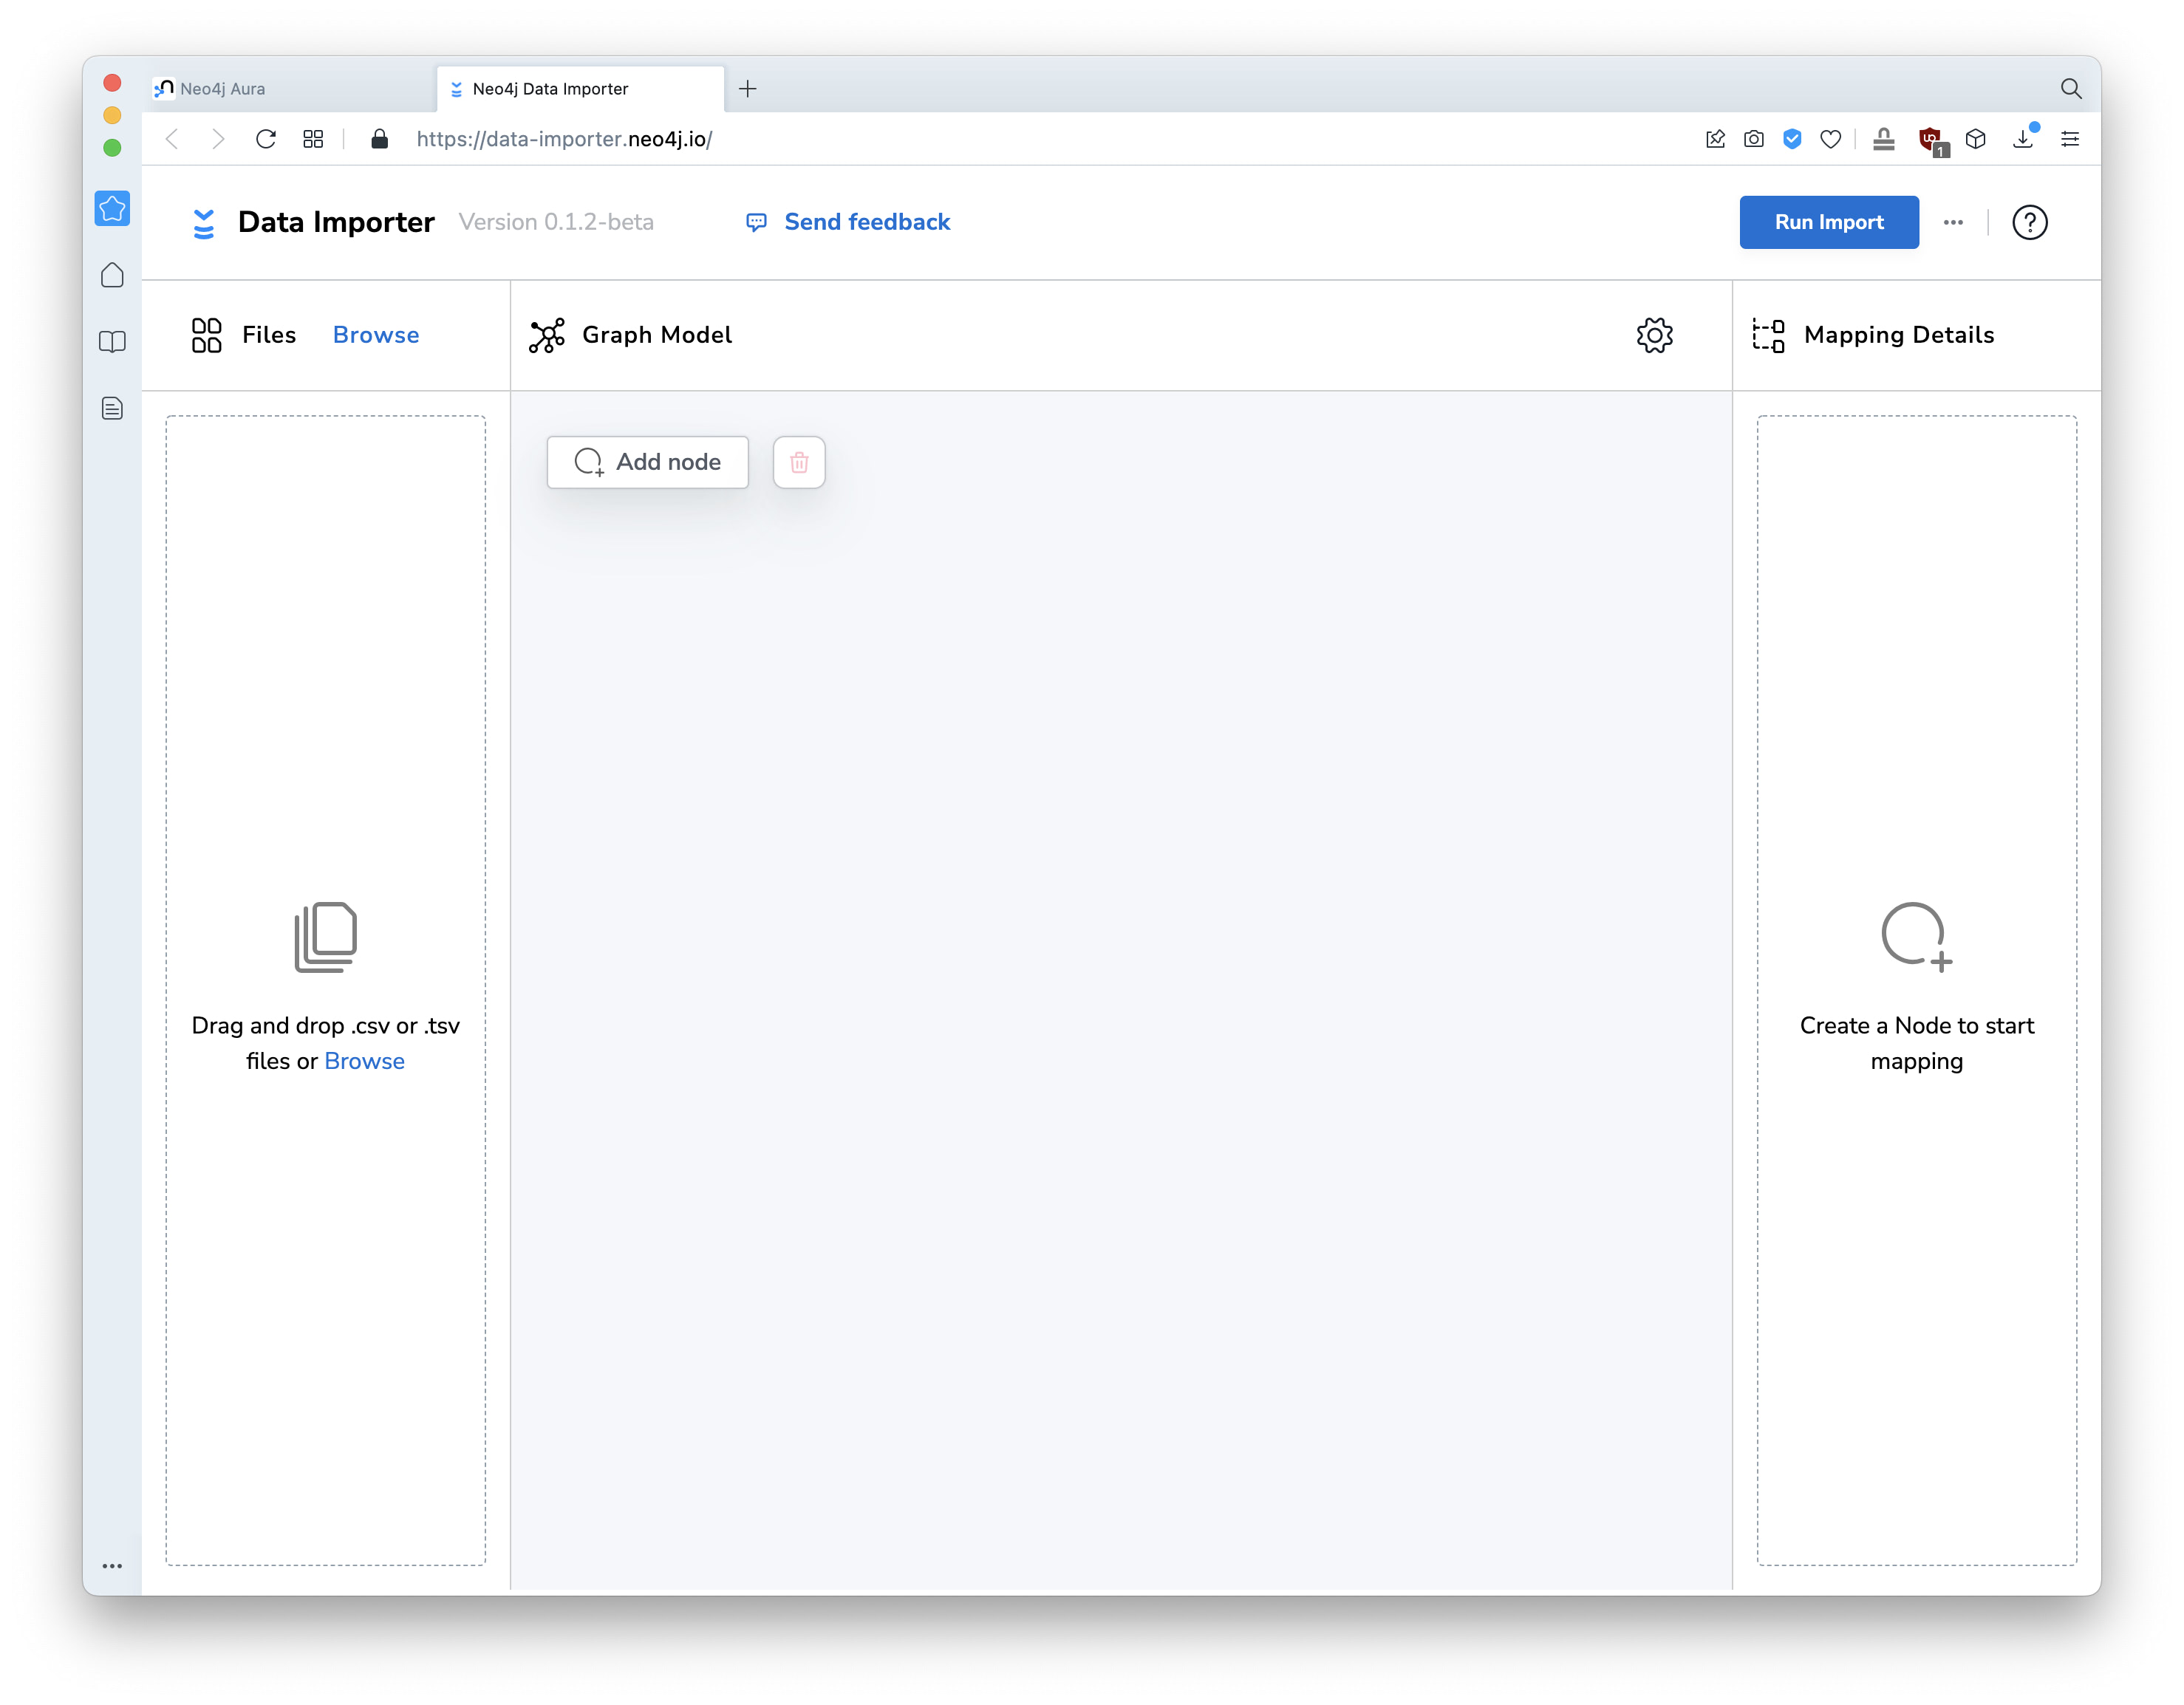 Neo4j Aura
Neo4j Data Importer
https://data-importer.neo4j.io/
1
Data Importer
Version 0.1.2-beta
Send feedback
Run Import
Files
Browse
Graph Model
Mapping Details
Add node
Drag and drop .csv or .tsv
files or Browse
Create a Node to start
mapping